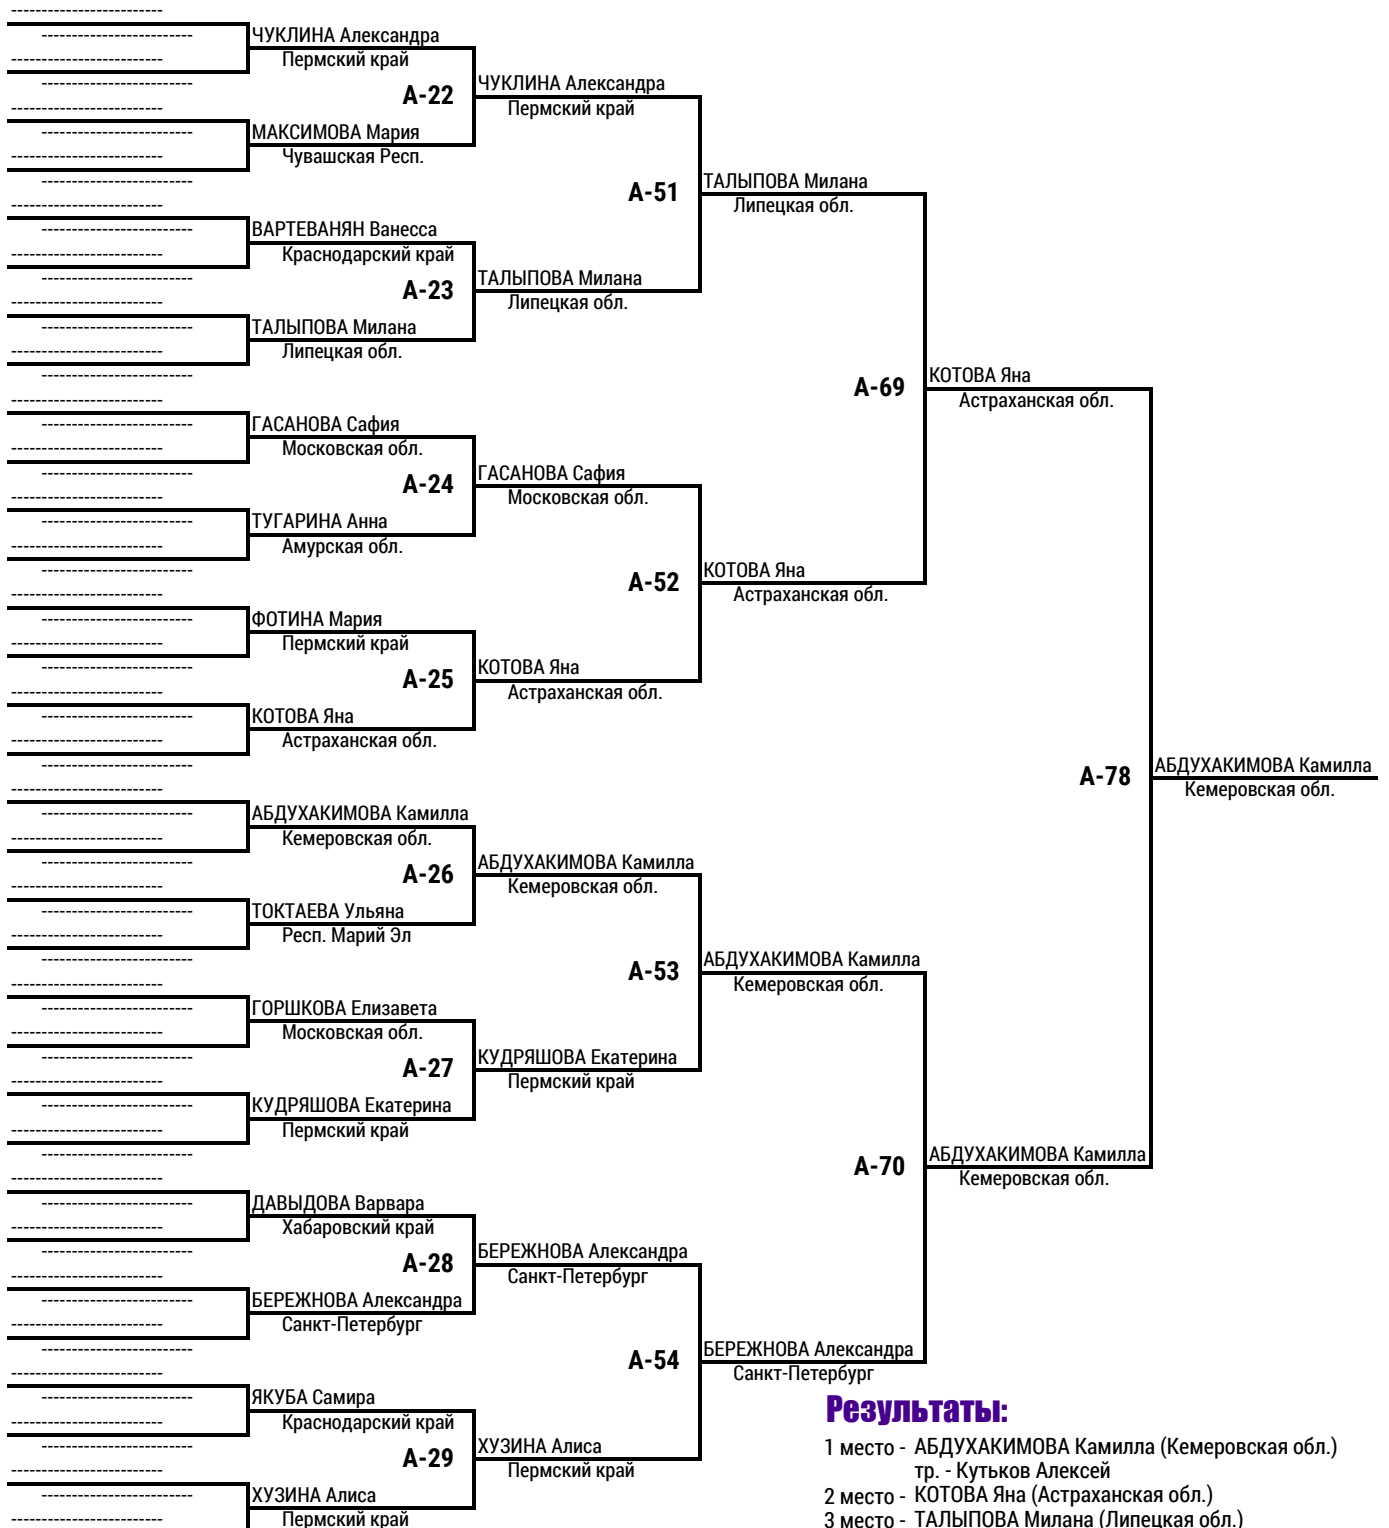 ЧУКЛИНА Александра
Пермский край
А-22
МАКСИМОВА Мария
Чувашская Респ.
ВАРТЕВАНЯН Ванесса
Краснодарский край
А-23
ТАЛЫПОВА Милана
Липецкая обл.
ГАСАНОВА София
Московская обл.
А-24
ТУГАРИНА Анна
Амурская обл.
ФОТИНА Мария
Пермский край
А-25
КОТОВА Яна
Астраханская обл.
АБДУХАКИМОВА Камилла
Кемеровская обл.
А-26
ТОКТАЕВА Ульяна
Респ. Марий Эл
ГОРШКОВА Елизавета
Московская обл.
А-27
КУДРЯШОВА Екатерина
Пермский край
ДАВЫДОВА Варвара
Хабаровский край
А-28
БЕРЕЖНОВА Александра
Санкт-Петербург
ЯКУБА Самира
Краснодарский край
А-29
ХУЗИНА Алиса
Пермский край
ЧУКЛИНА Александра
Пермский край
А-51
ТАЛЫПОВА Милана
Липецкая обл.
ГАСАНОВА Сафия
Московская обл.
А-52
КОТОВА Яна
Астраханская обл.
АБДУХАКИМОВА Камилла
Кемеровская обл.
А-53
КУДРЯШОВА Екатерина
Пермский край
БЕРЕЖНОВА Александра
Санкт-Петербург
А-54
ХУЗИНА Алиса
Пермский край
ТАЛЫПОВА Милана
Липецкая обл.
А-69
КОТОВА Яна
Астраханская обл.
АБДУХАКИМОВА Камилла
Кемеровская обл.
А-70
БЕРЕЖНОВА Александра
Санкт-Петербург
КОТОВА Яна
Астраханская обл.
А-78
АБДУХАКИМОВА Камилла
Кемеровская обл.
АБДУХАКИМОВА Камилла
Кемеровская обл.
Результаты:
1 место - АБДУХАКИМОВА Камилла (Кемеровская обл.)
тр. - Кутьков Алексей
2 место - КОТОВА Яна (Астраханская обл.)
3 место - ТАЛЫПОВА Милана (Липецкая обл.)